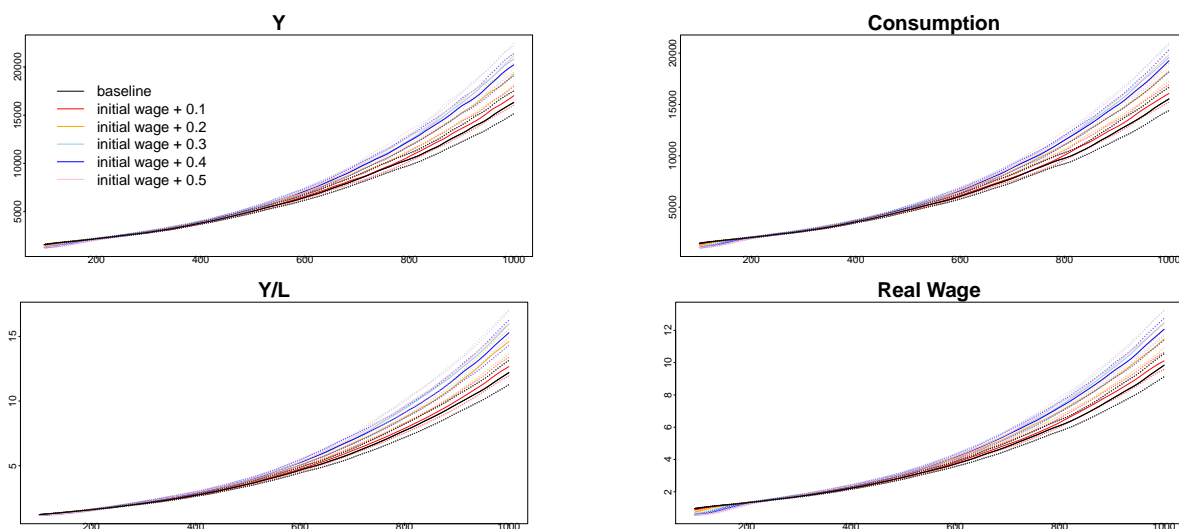 Y
20000
15000
10000
5000
baseline
initial wage + 0.1
initial wage + 0.2
initial wage + 0.3
initial wage + 0.4
initial wage + 0.5
200 400 600 800 1000
Consumption
20000
15000
10000
5000
200 400 600 800 1000
Y/L
15
10
5
200 400 600 800 1000
Real Wage
12
10
8
6
4
2
200 400 600 800 1000